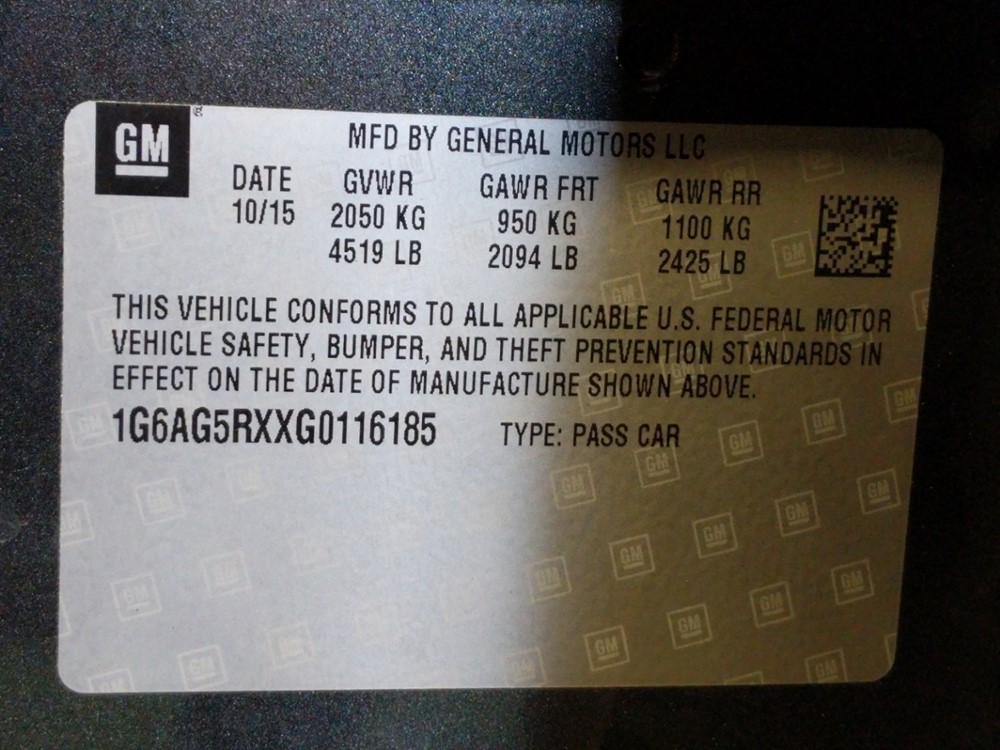 GM
MFD BY GENERAL MOTORS LLC
DATE GVWR GAWR FRT GAWR RR
10/15 2050 KG 950 KG 1100 KG
4519 LB 2094 LB 2425 LB
THIS VEHICLE CONFORMS TO ALL APPLICABLE U.S. FEDERAL MOTOR
VEHICLE SAFETY, BUMPER, AND THEFT PREVENTION STANDARDS IN
EFFECT ON THE DATE OF MANUFACTURE SHOWN ABOVE.
1G6AG5RXXG0116185 TYPE: PASS CAR